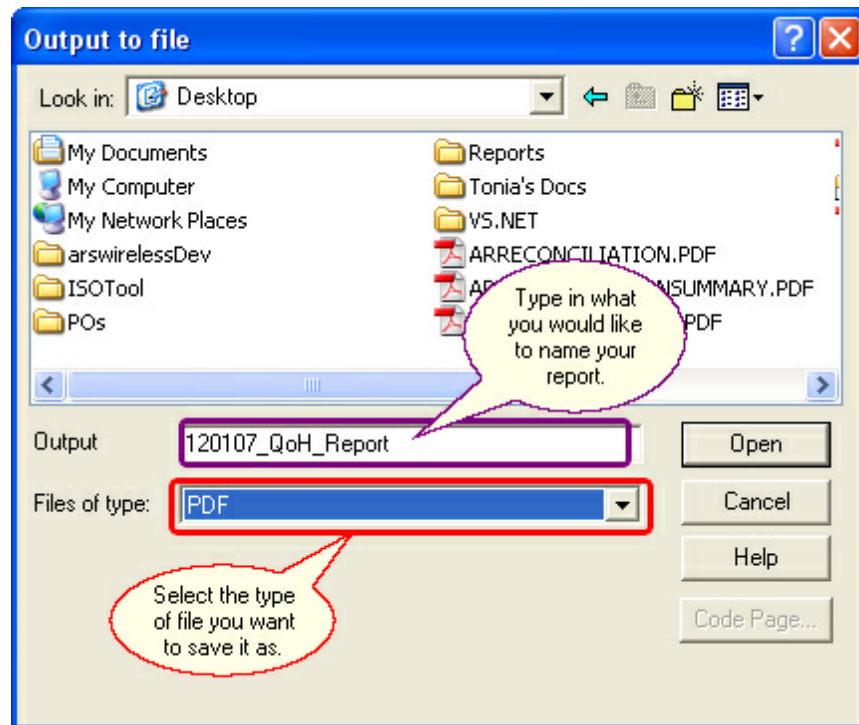 Output to file
Look in: Desktop
My Documents
My Computer
My Network Places
arswirelessDev
ISOTool
POs
Reports
Tonia's Docs
VS.NET
ARRECONCILIATION.PDF
NSUMMARY.PDF
PDF
Type in what
you would like
to name your
report.
Output 120107_QoH_Report
Open
Files of type: PDF
Cancel
Help
Code Page...
Select the type
of file you want
to save it as.